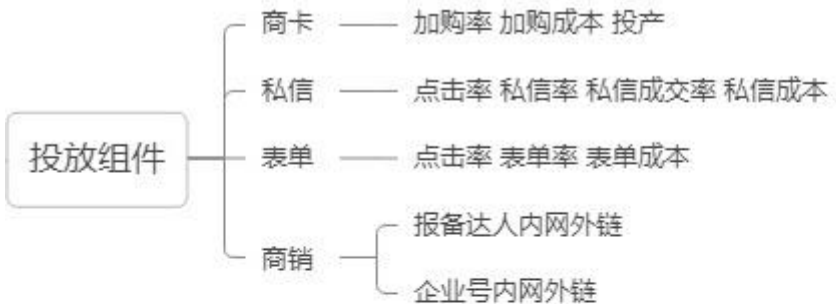 投放组件
商卡
加购率 加购成本 投产
私信
点击率 私信率 私信成交率 私信成本
表单
点击率 表单率 表单成本
商销
报备达人内网外链
企业号内网外链